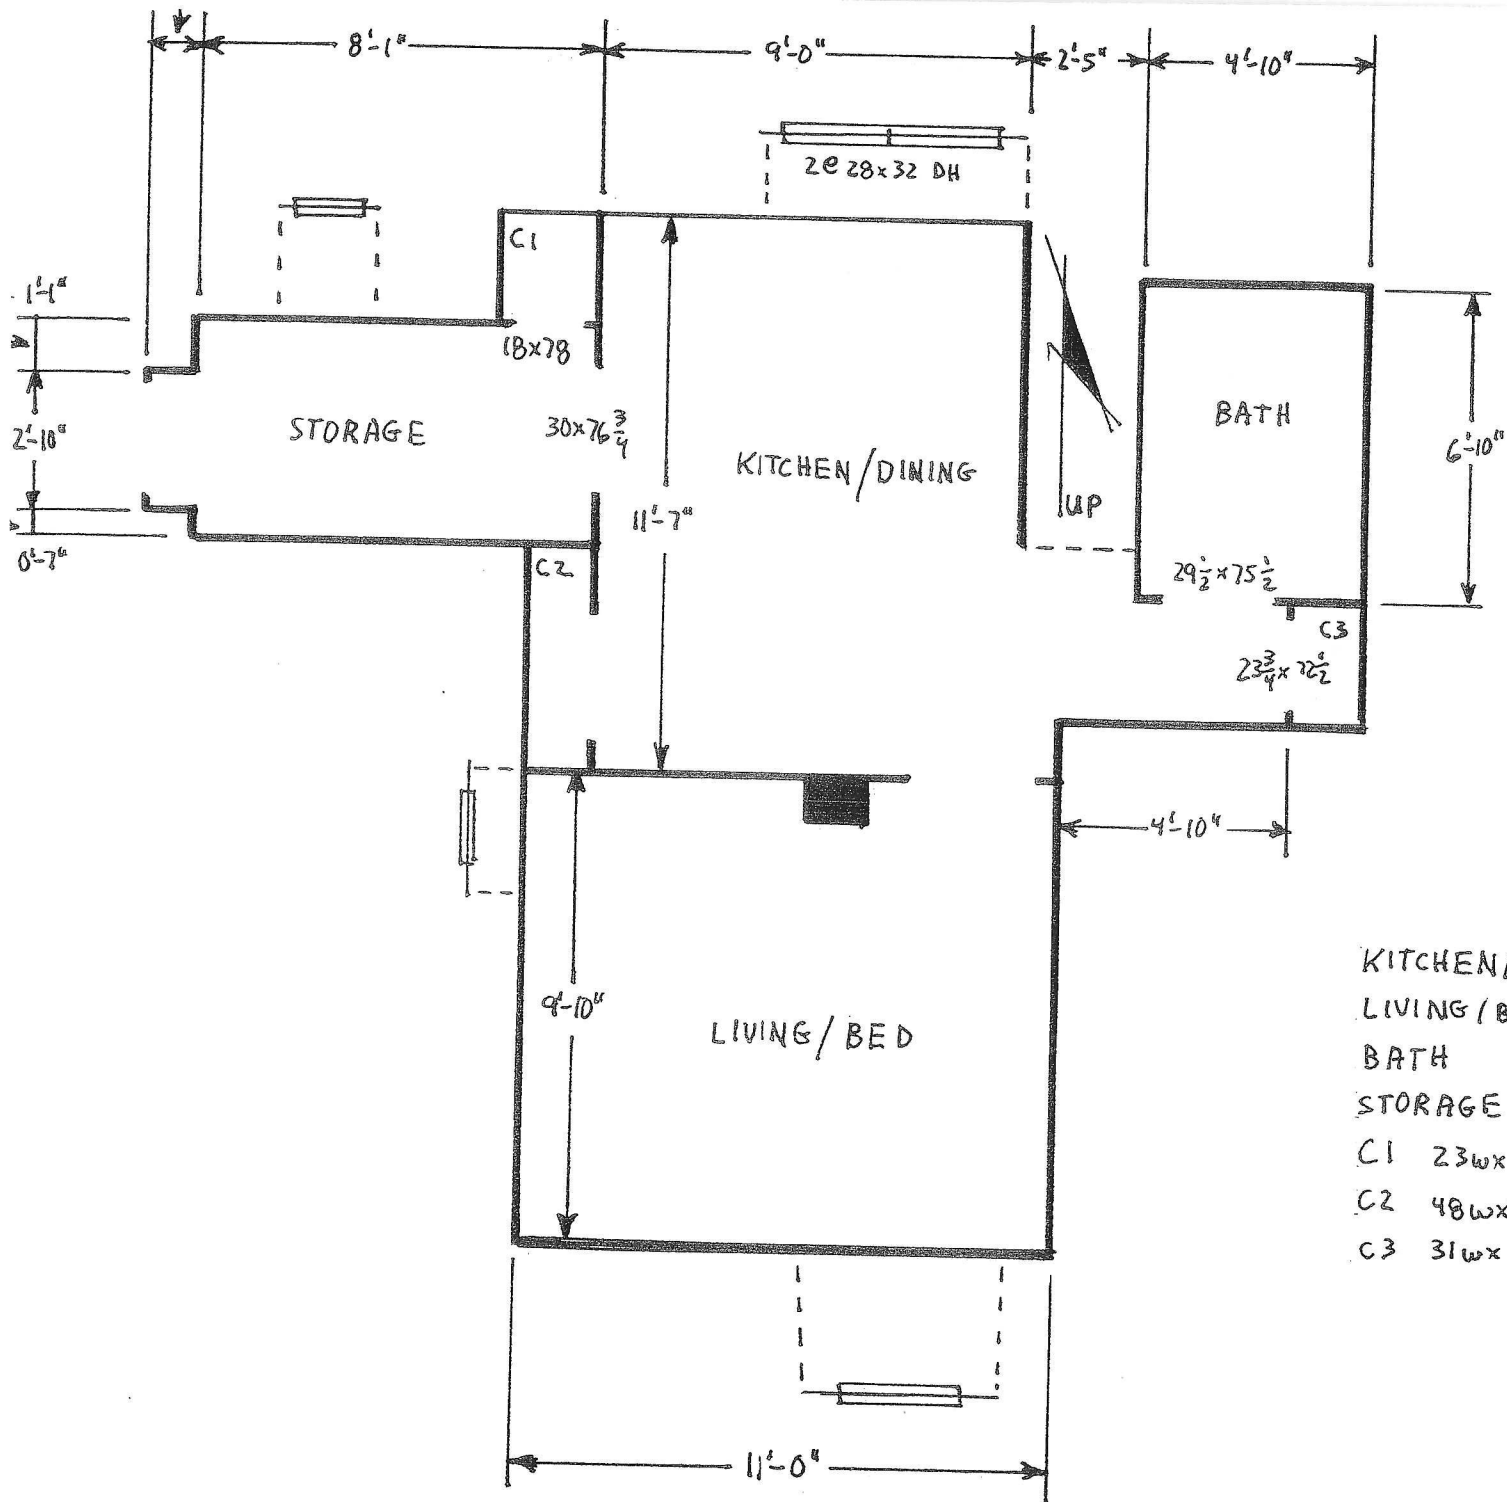 8'-1"
9'-0"
2'-5"
4'-10"
2@28x32 DH
C1
1'-1"
18x78
2'-10"
STORAGE
30x76 3/4
KITCHEN/DINING
BATH
6'-10"
11'-7"
UP
0'-7"
C2
29 1/2 x 75 1/2
C3
23 3/4 x 72 1/2
4'-10"
9'-10"
LIVING/BED
KITCHEN/
LIVING/B
BATH
STORAGE
C1 23wx
C2 48wx
C3 31wx
11'-0"